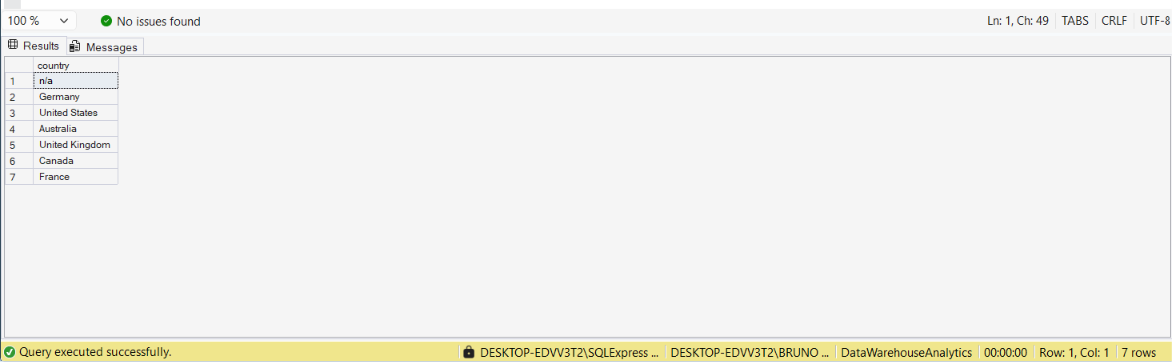 100 % No issues found Ln: 1, Ch: 49 TABS CRLF UTF-8
Results Messages
country
1 n/a
2 Germany
3 United States
4 Australia
5 United Kingdom
6 Canada
7 France
Query executed successfully. DESKTOP-EDVV3T2\SQLExpress ... DESKTOP-EDVV3T2\BRUNO ... DataWarehouseAnalytics 00:00:00 Row: 1, Col: 1 7 rows